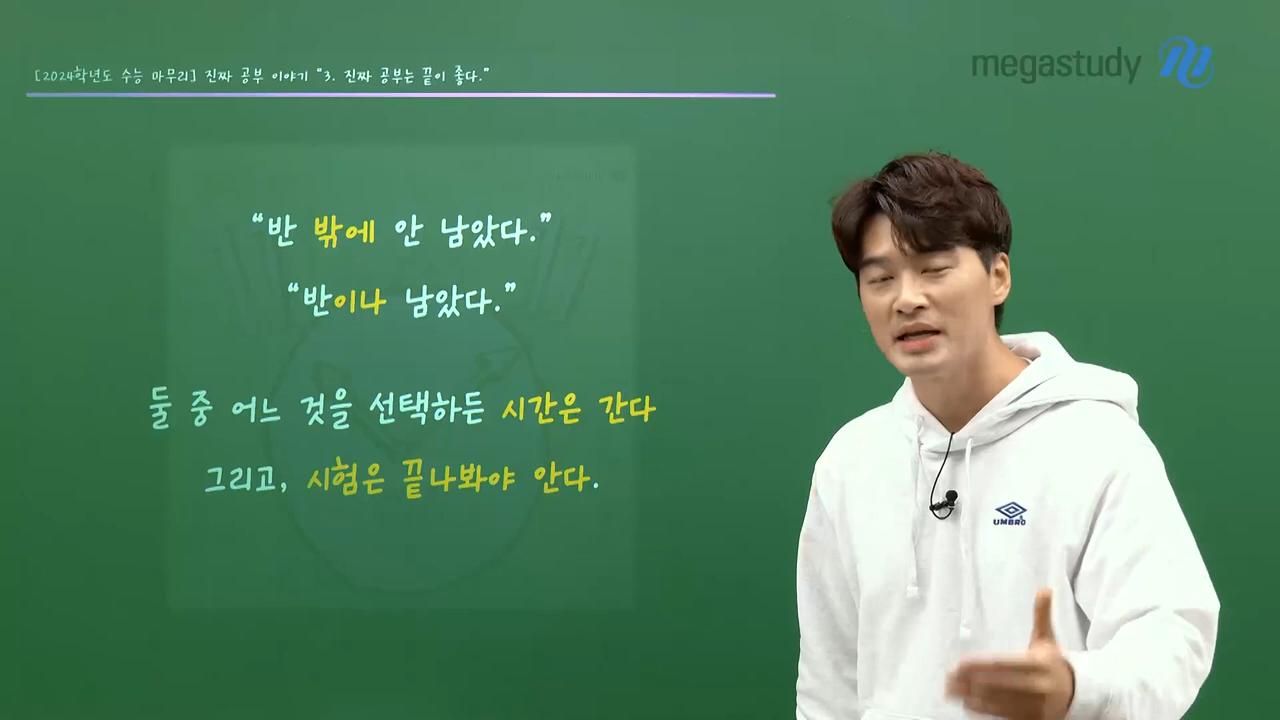 [2024학년도 수능 마무리] 진짜 공부 이야기 "3. 진짜 공부는 끝이 좋다."
megastudy
"반 밖에 안 남았다."
"반이나 남았다."
둘 중 어느 것을 선택하든 시간은 간다
그리고, 시험은 끝나봐야 안다.
UMBRO